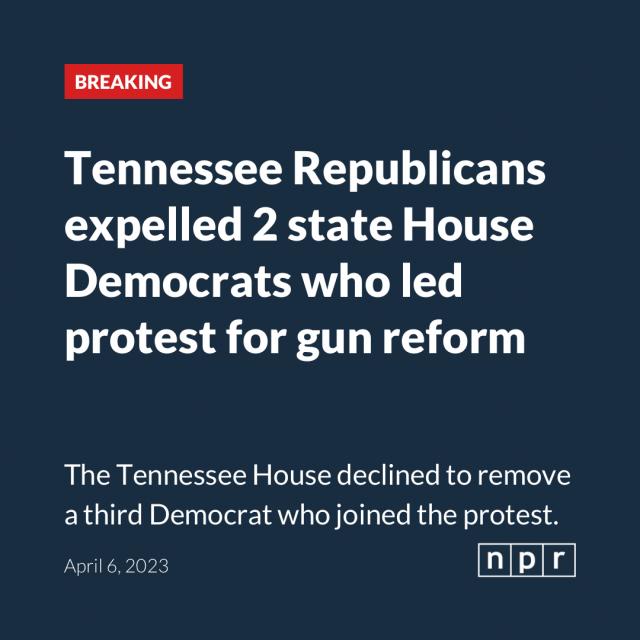 BREAKING
Tennessee Republicans
expelled 2 state House
Democrats who led
protest for gun reform
The Tennessee House declined to remove
a third Democrat who joined the protest.
April 6, 2023
npr